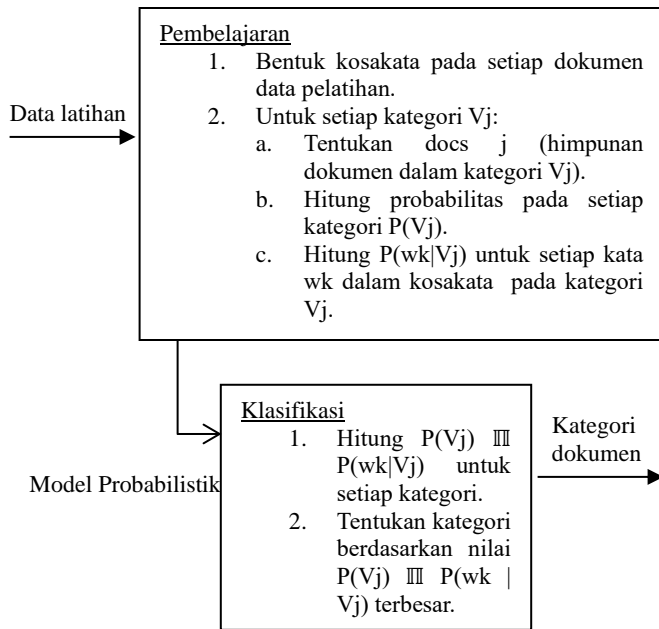 Pembelajaran
1. Bentuk kosakata pada setiap dokumen
data pelatihan.
2. Untuk setiap kategori Vj:
a. Tentukan docs j (himpunan
dokumen dalam kategori Vj).
b. Hitung probabilitas pada setiap
kategori P(Vj).
c. Hitung P(wk|Vj) untuk setiap kata
wk dalam kosakata pada kategori
Vj.
Data latihan
Klasifikasi
1. Hitung P(Vj) ℿ
P(wk|Vj) untuk
setiap kategori.
2. Tentukan kategori
berdasarkan nilai
P(Vj) ℿ P(wk |
Vj) terbesar.
Model Probabilistik
Kategori
dokumen